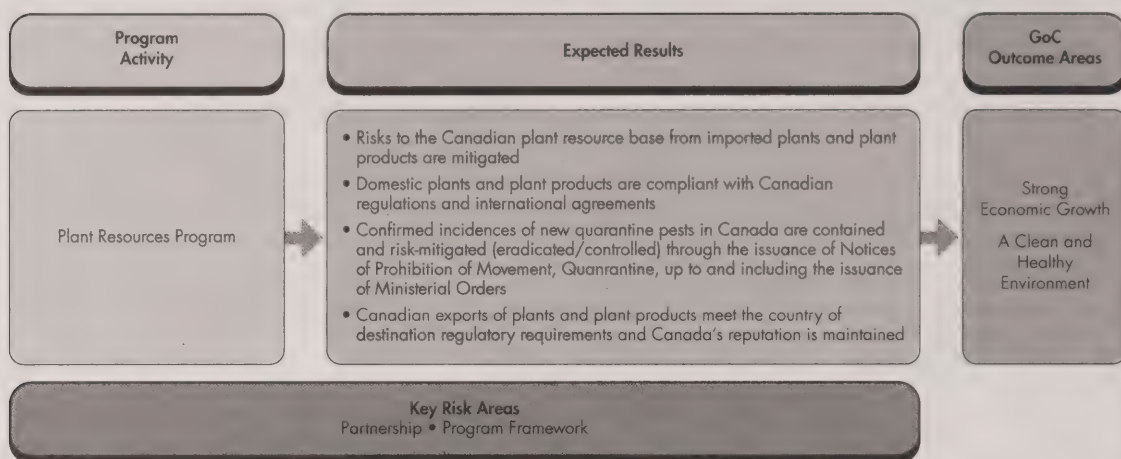 Program
Activity
Expected Results
GoC
Outcome Areas
Plant Resources Program
• Risks to the Canadian plant resource base from imported plants and plant
products are mitigated
• Domestic plants and plant products are compliant with Canadian
regulations and international agreements
• Confirmed incidences of new quarantine pests in Canada are contained
and risk-mitigated (eradicated/controlled) through the issuance of Notices
of Prohibition of Movement, Quanrantine, up to and including the issuance
of Ministerial Orders
• Canadian exports of plants and plant products meet the country of
destination regulatory requirements and Canada's reputation is maintained
Strong
Economic Growth
A Clean and
Healthy
Environment
Key Risk Areas
Partnership • Program Framework